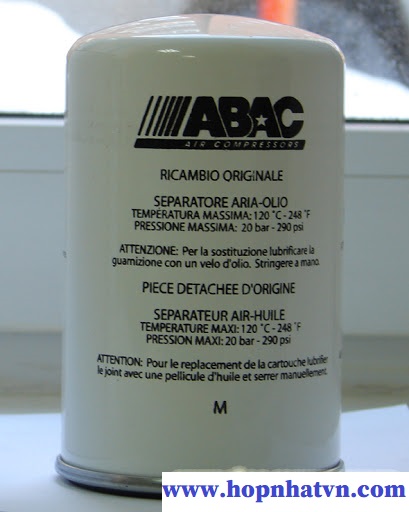 ABAC
AIR COMPRESSORS
RICAMBIO ORIGINALE
SEPARATORE ARIA-OLIO
TEMPERATURA MASSIMA: 120 °C - 248 °F
PRESSIONE MASSIMA: 20 bar - 290 psi
ATTENZIONE: Per la sostituzione lubrificare la
guarnizione con un velo d'olio. Stringere a mano.
PIECE DETACHEE D'ORIGINE
SEPARATEUR AIR-HUILE
TEMPERATURE MAXI: 120 °C - 248 °F
PRESSION MAXI: 20 bar - 290 psi
ATTENTION: Pour le replacement de la cartouche lubrifier
le joint avec une pellicule d'huile et serrer manuellement.
M
www.hopnhatvn.com